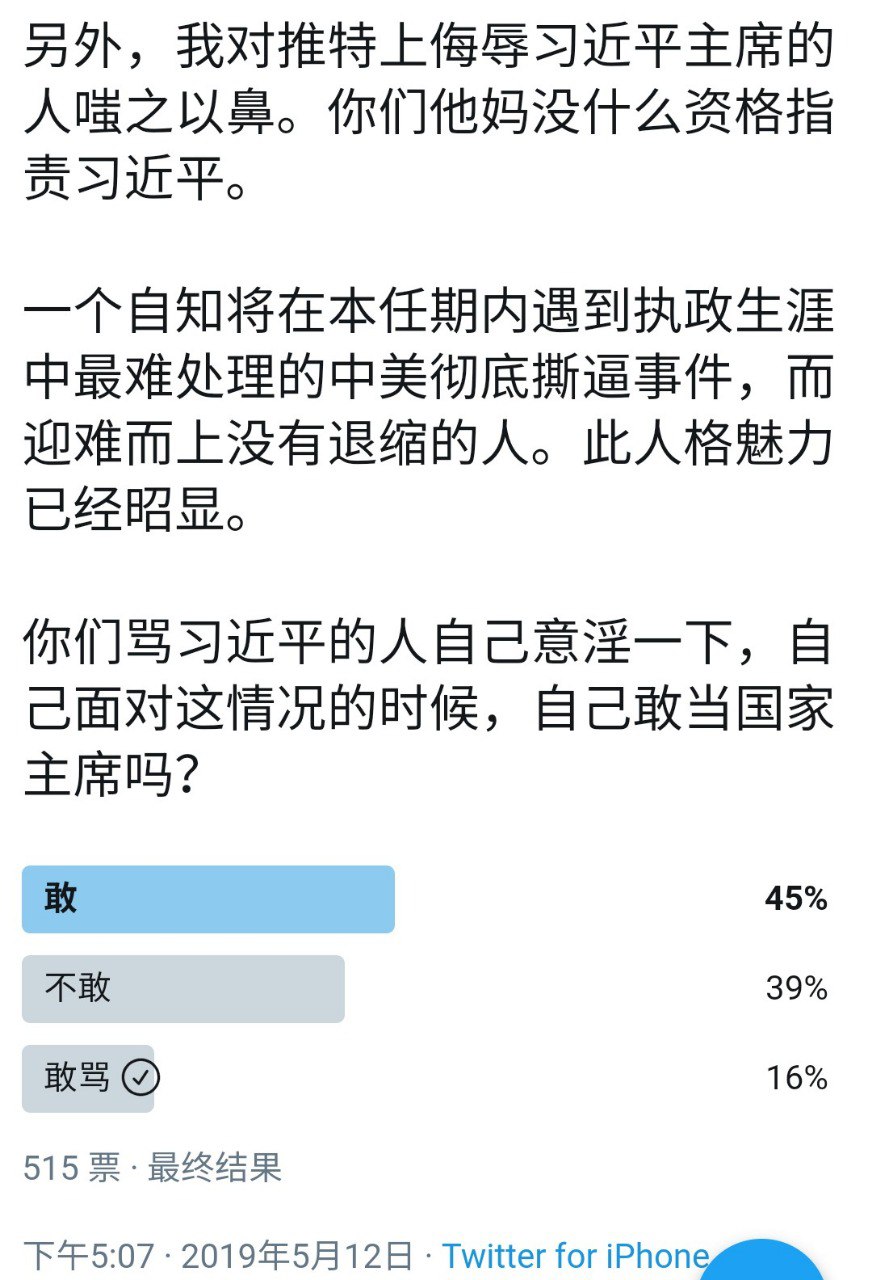 另外，我对推特上侮辱习近平主席的
人嗤之以鼻。你们他妈没什么资格指
责习近平。
一个自知将在本任期内遇到执政生涯
中最难处理的中美彻底撕逼事件，而
迎难而上没有退缩的人。此人格魅力
已经昭显。
你们骂习近平的人自己意淫一下，自
己面对这情况的时候，自己敢当国家
主席吗？
敢 45%
不敢 39%
敢骂 16%
515 票 · 最终结果
下午5:07 · 2019年5月12日 · Twitter for iPhone